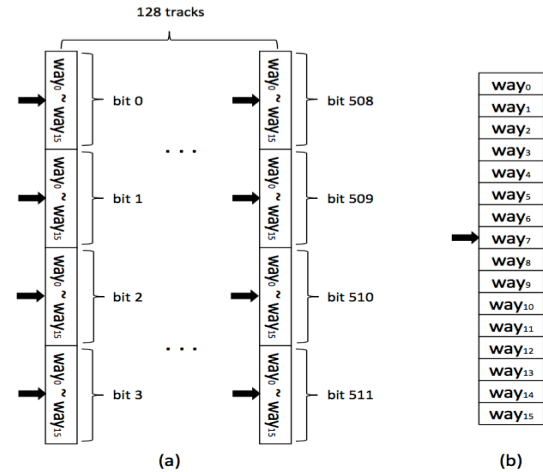 128 tracks
way0 ~ way15
bit 0
way0 ~ way15
bit 508
way0 ~ way15
bit 1
way0 ~ way15
bit 509
way0 ~ way15
bit 2
way0 ~ way15
bit 510
way0 ~ way15
bit 3
way0 ~ way15
bit 511
. . .
. . .
(a)
way0
way1
way2
way3
way4
way5
way6
way7
way8
way9
way10
way11
way12
way13
way14
way15
(b)